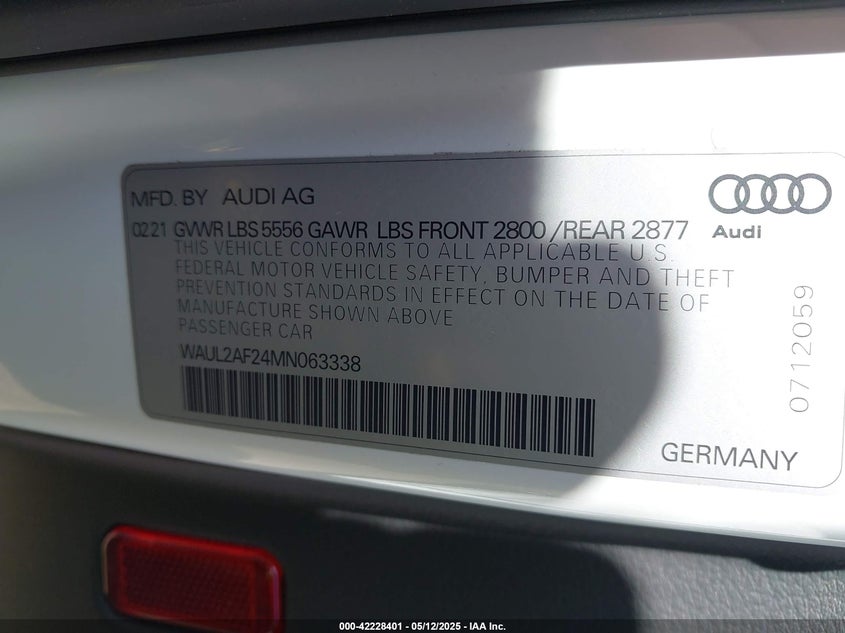 MFD. BY AUDI AG
Audi
02 21 GVWR LBS 5556 GAWR LBS FRONT 2800 /REAR 2877
THIS VEHICLE CONFORMS TO ALL APPLICABLE U.S.
FEDERAL MOTOR VEHICLE SAFETY, BUMPER AND THEFT
PREVENTION STANDARDS IN EFFECT ON THE DATE OF
MANUFACTURE SHOWN ABOVE
PASSENGER CAR
WAUL2AF24MN063338
0712059
GERMANY
000-42228401 - 05/12/2025 - IAA Inc.